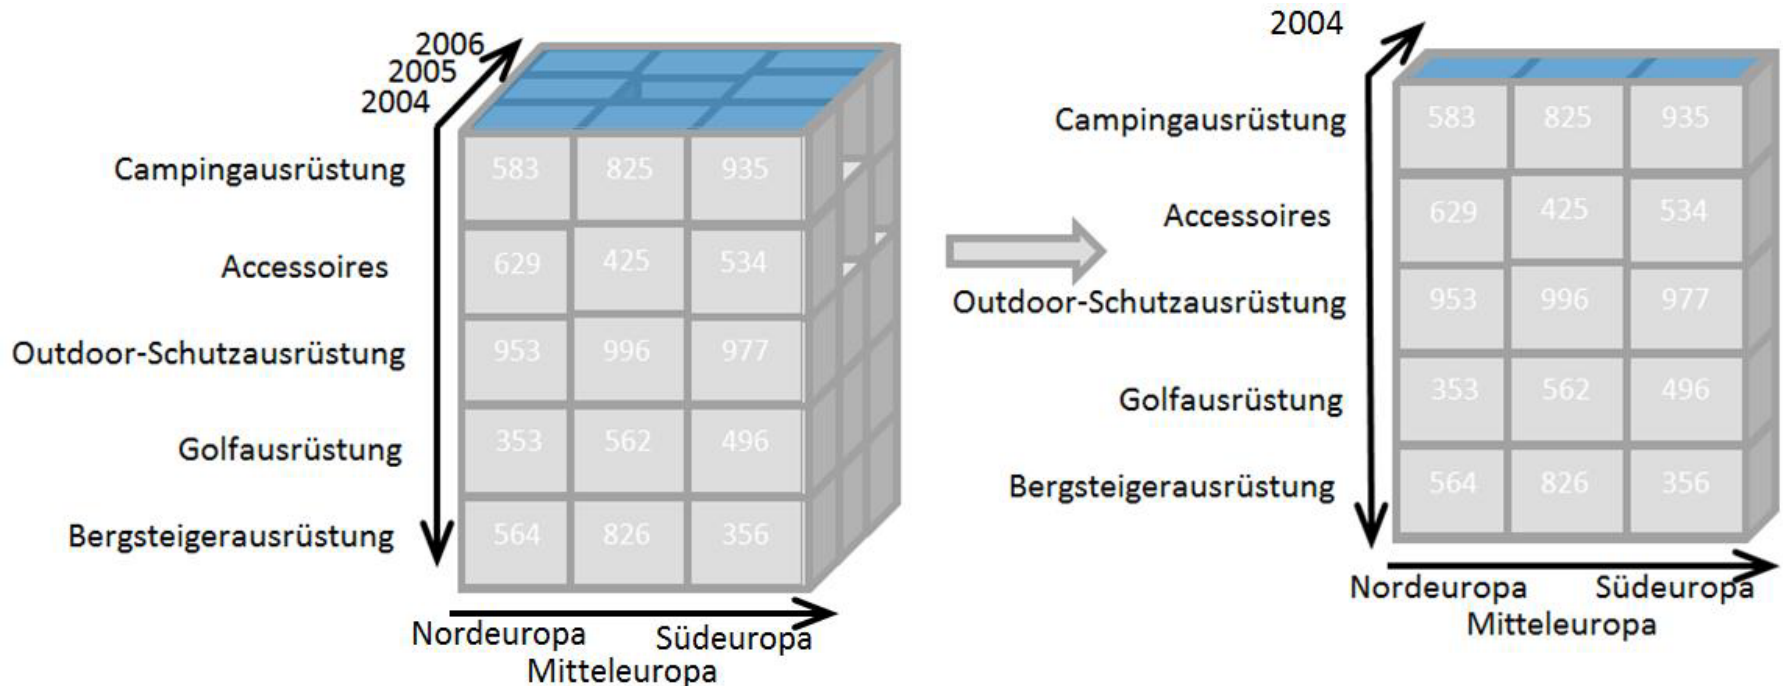 2006
2005
2004
Campingausrüstung 583 825 935
Accessoires 629 425 534
Outdoor-Schutzausrüstung 953 996 977
Golfausrüstung 353 562 496
Bergsteigerausrüstung 564 826 356
Nordeuropa Südeuropa
Mitteleuropa
2004
Campingausrüstung 583 825 935
Accessoires 629 425 534
Outdoor-Schutzausrüstung 953 996 977
Golfausrüstung 353 562 496
Bergsteigerausrüstung 564 826 356
Nordeuropa Südeuropa
Mitteleuropa